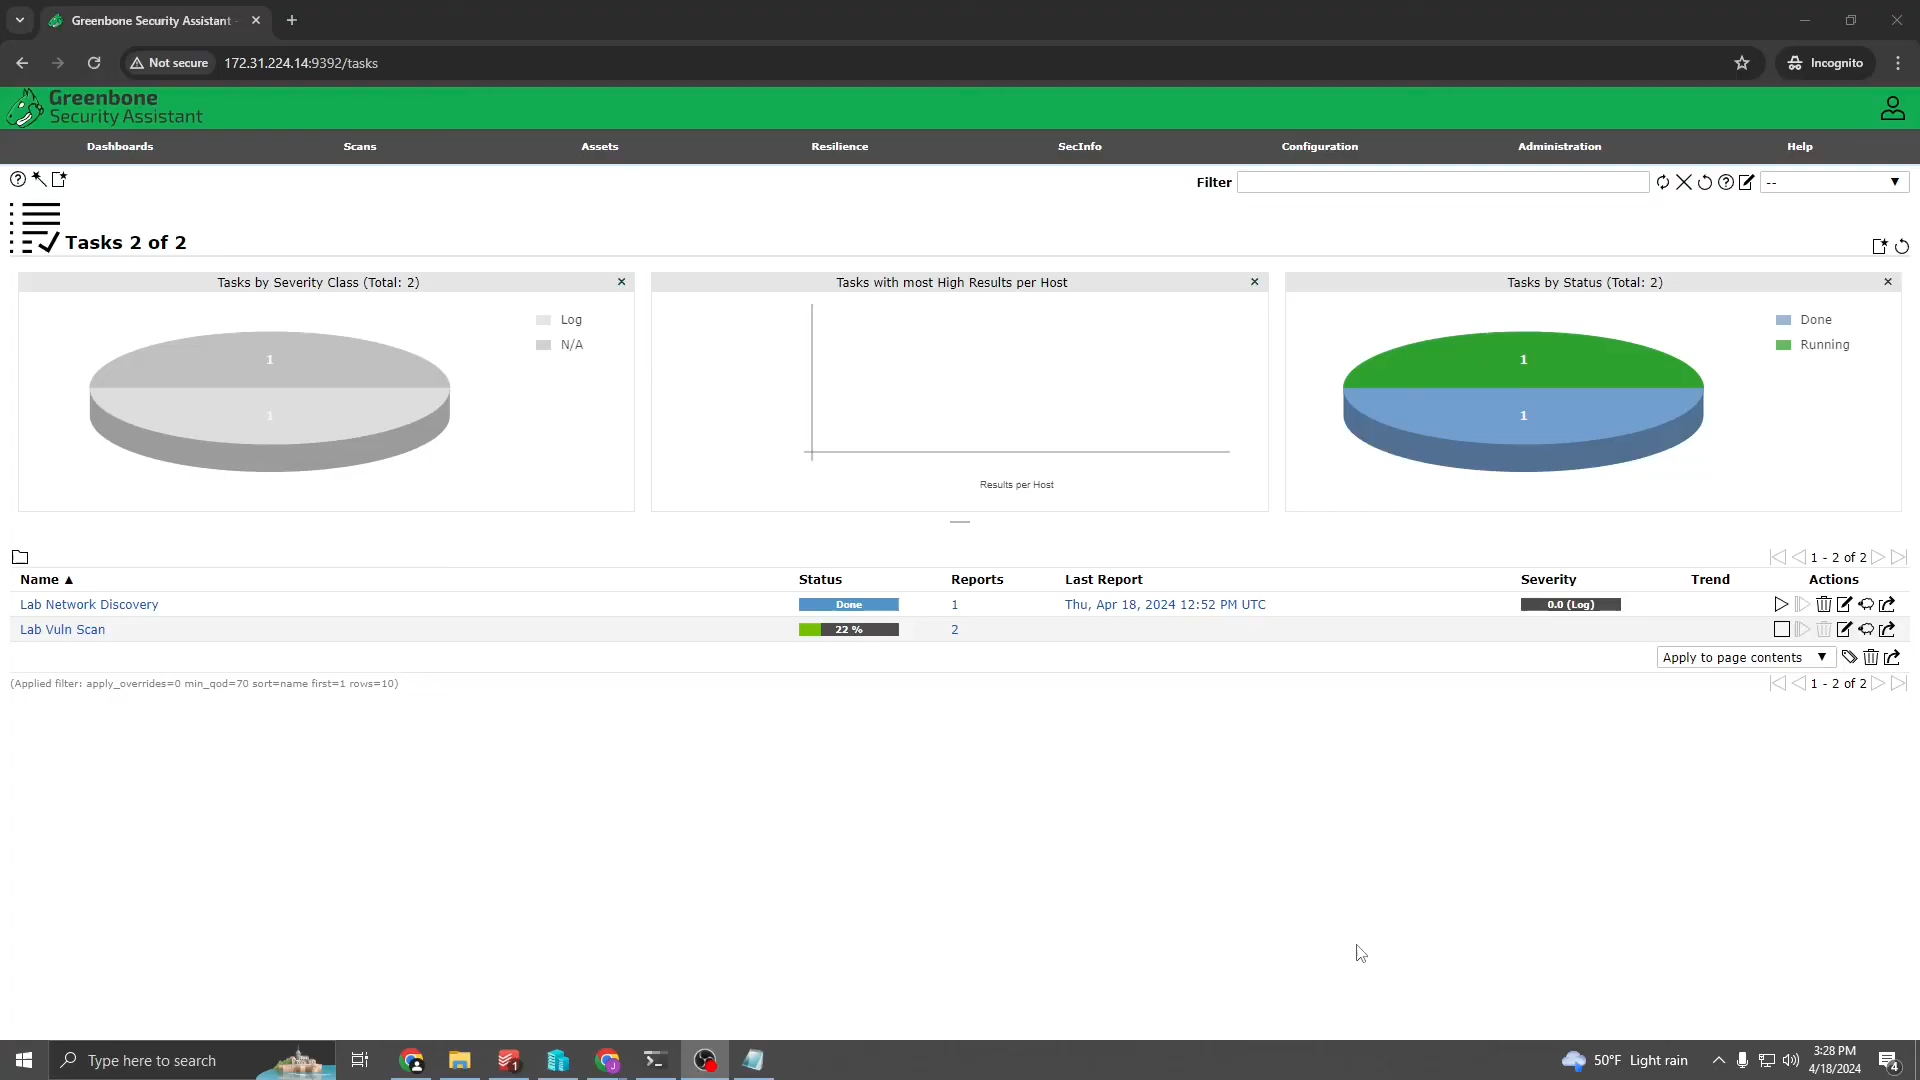 Greenbone Security Assistant
Not secure
172.31.224.14:9392/tasks
Incognito
Greenbone
Security Assistant
Dashboards
Scans
Assets
Resilience
SecInfo
Configuration
Administration
Help
Filter
--
Tasks 2 of 2
Tasks by Severity Class (Total: 2)
Log
N/A
1
1
Tasks with most High Results per Host
Results per Host
Tasks by Status (Total: 2)
Done
Running
1
1
1 - 2 of 2
Name ▲ Status Reports Last Report Severity Trend Actions
Lab Network Discovery Done 1 Thu, Apr 18, 2024 12:52 PM UTC 0.0 (Log)
Lab Vuln Scan 22 % 2
Apply to page contents
(Applied filter: apply_overrides=0 min_qod=70 sort=name first=1 rows=10)
1 - 2 of 2
Type here to search
1
J
50°F Light rain
3:28 PM
4/18/2024
4